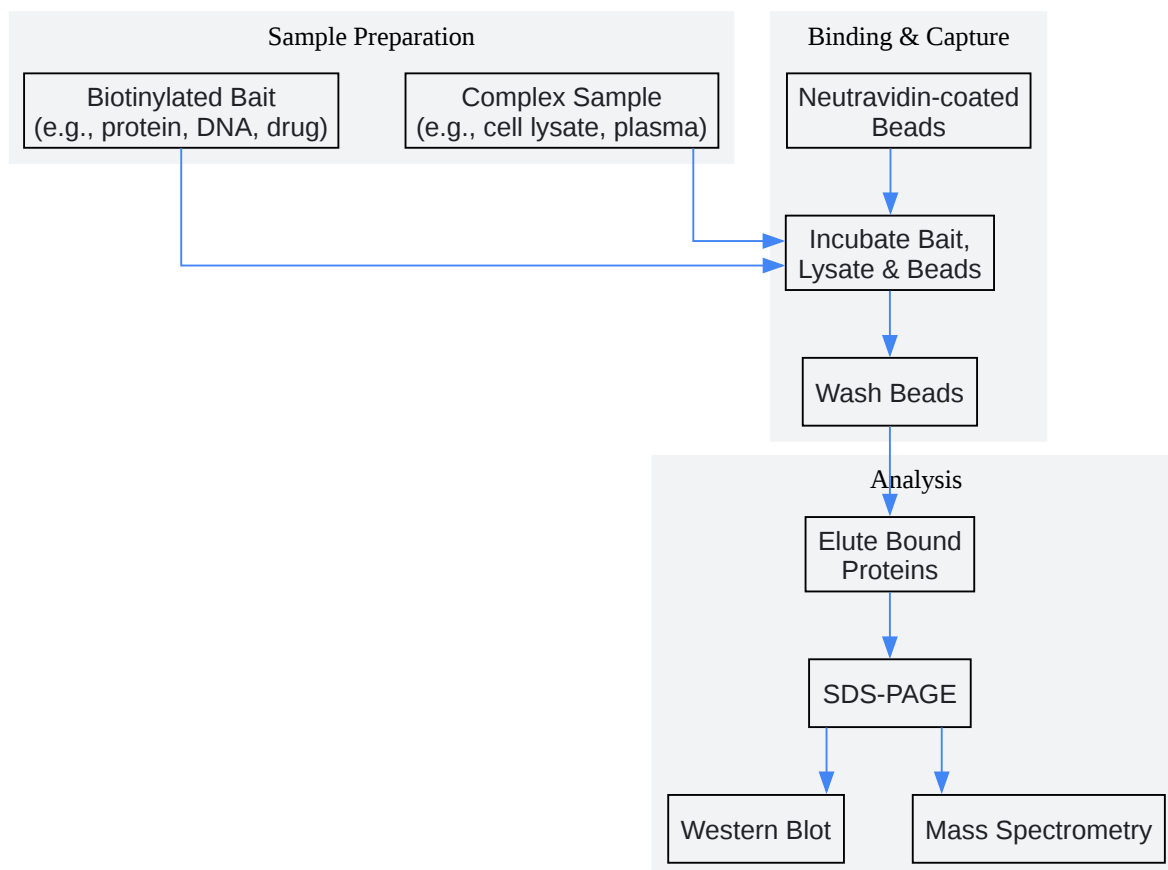 Sample Preparation
Biotinylated Bait
(e.g., protein, DNA, drug)
Complex Sample
(e.g., cell lysate, plasma)
Binding & Capture
Neutravidin-coated
Beads
Incubate Bait,
Lysate & Beads
Wash Beads
Analysis
Elute Bound
Proteins
SDS-PAGE
Western Blot
Mass Spectrometry